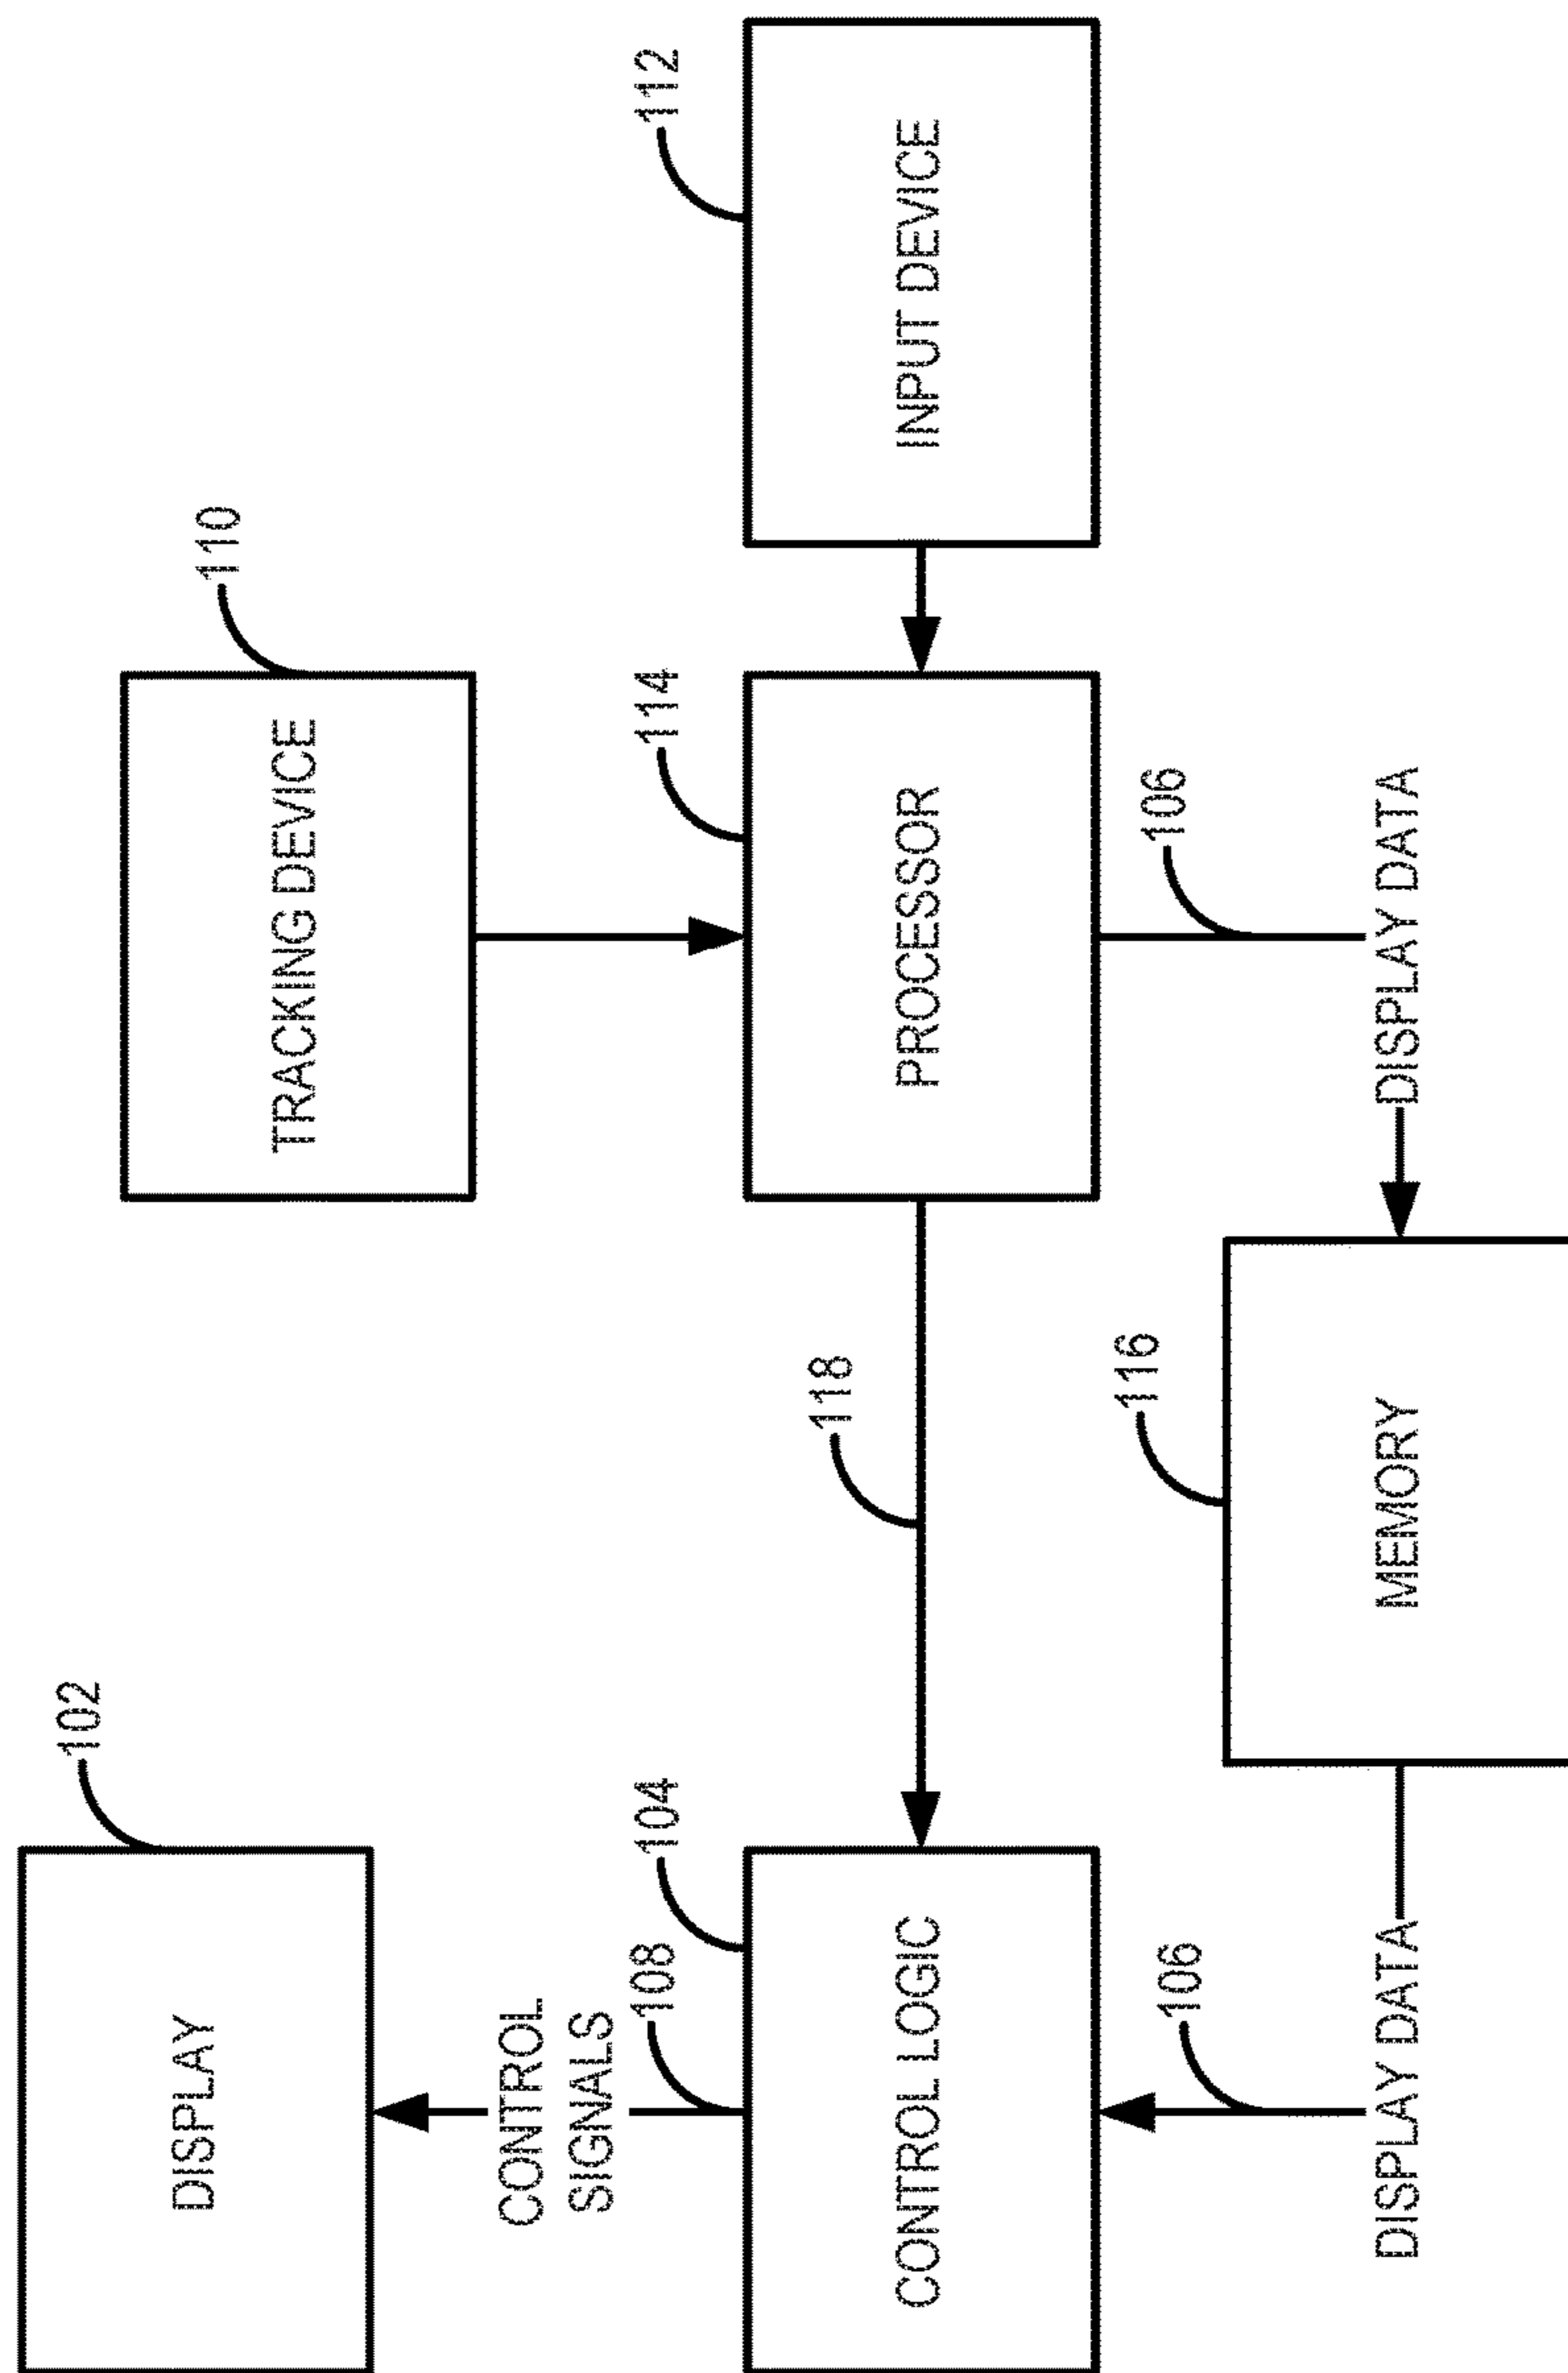 102
DISPLAY
110
TRACKING DEVICE
CONTROL
SIGNALS
108
104
114
112
118
CONTROL LOGIC
PROCESSOR
INPUT DEVICE
106
116
106
DISPLAY DATA
MEMORY
DISPLAY DATA